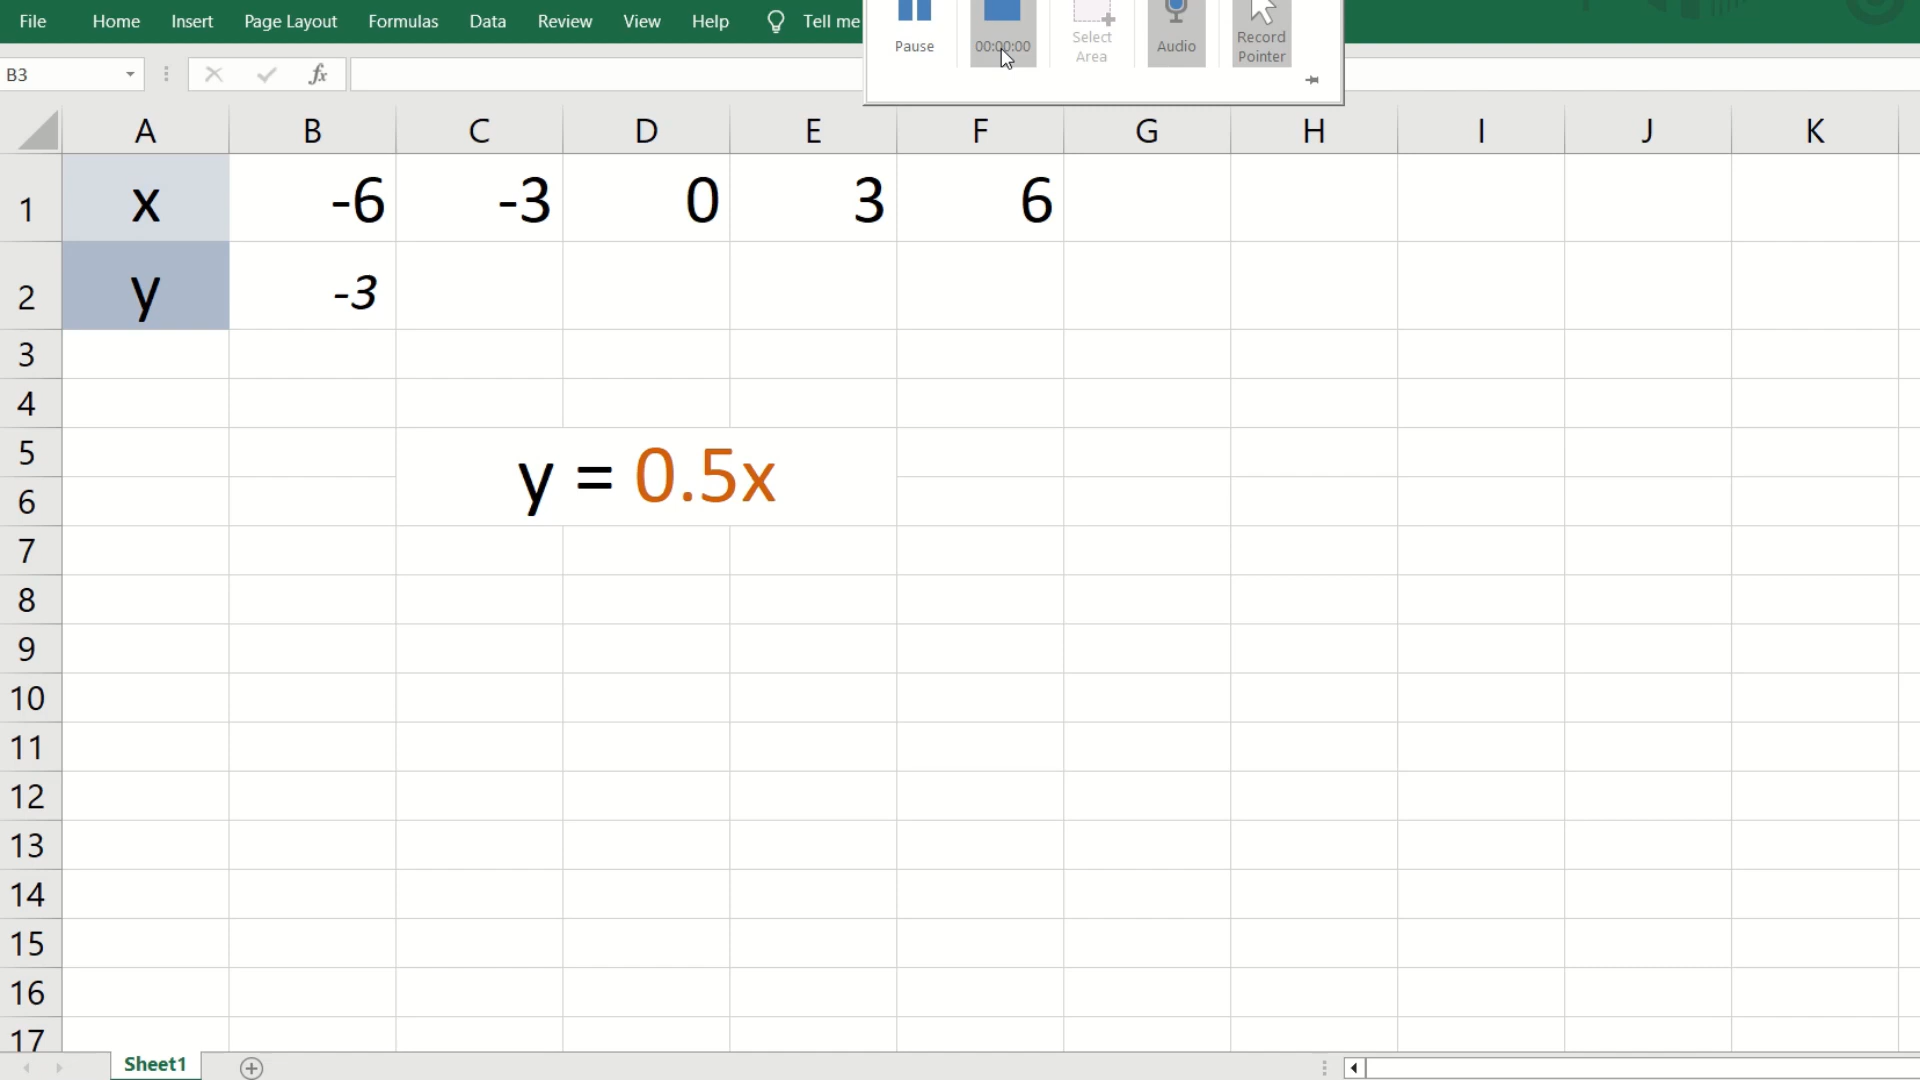 File Home Insert Page Layout Formulas Data Review View Help Tell me
Pause 00:00:00 Select Area Audio Record Pointer
B3 fx
A B C D E F G H I J K
1 x -6 -3 0 3 6
2 y -3
3
4
5
y = 0.5x
6
7
8
9
10
11
12
13
14
15
16
17
Sheet1